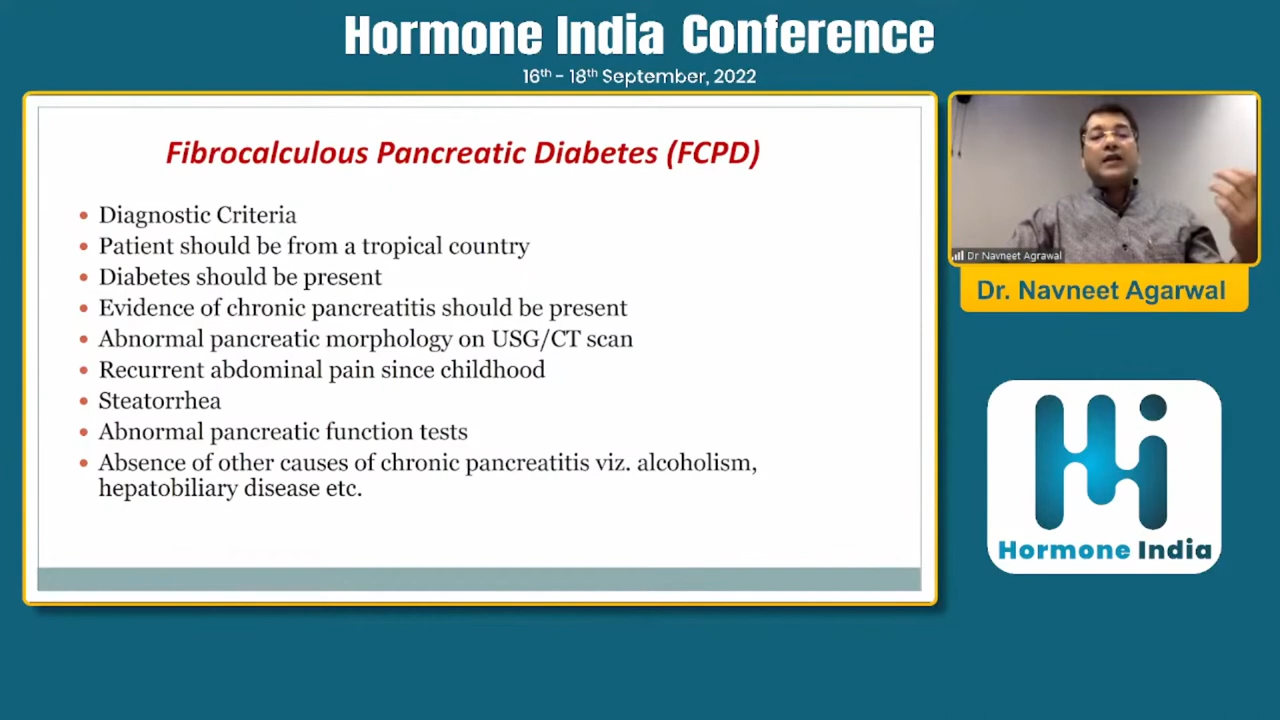 Hormone India Conference
16th - 18th September, 2022
Fibrocalculous Pancreatic Diabetes (FCPD)
• Diagnostic Criteria
• Patient should be from a tropical country
• Diabetes should be present
• Evidence of chronic pancreatitis should be present
• Abnormal pancreatic morphology on USG/CT scan
• Recurrent abdominal pain since childhood
• Steatorrhea
• Abnormal pancreatic function tests
• Absence of other causes of chronic pancreatitis viz. alcoholism,
hepatobiliary disease etc.
Dr Navneet Agrawal
Dr. Navneet Agarwal
Hi
Hormone India